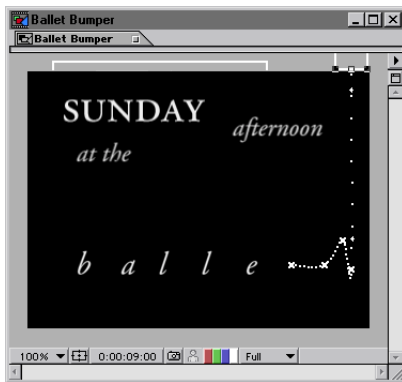 Ballet Bumper
Ballet Bumper
SUNDAY
afternoon
at the
b a l l e
100% 0:00:09:00 Full